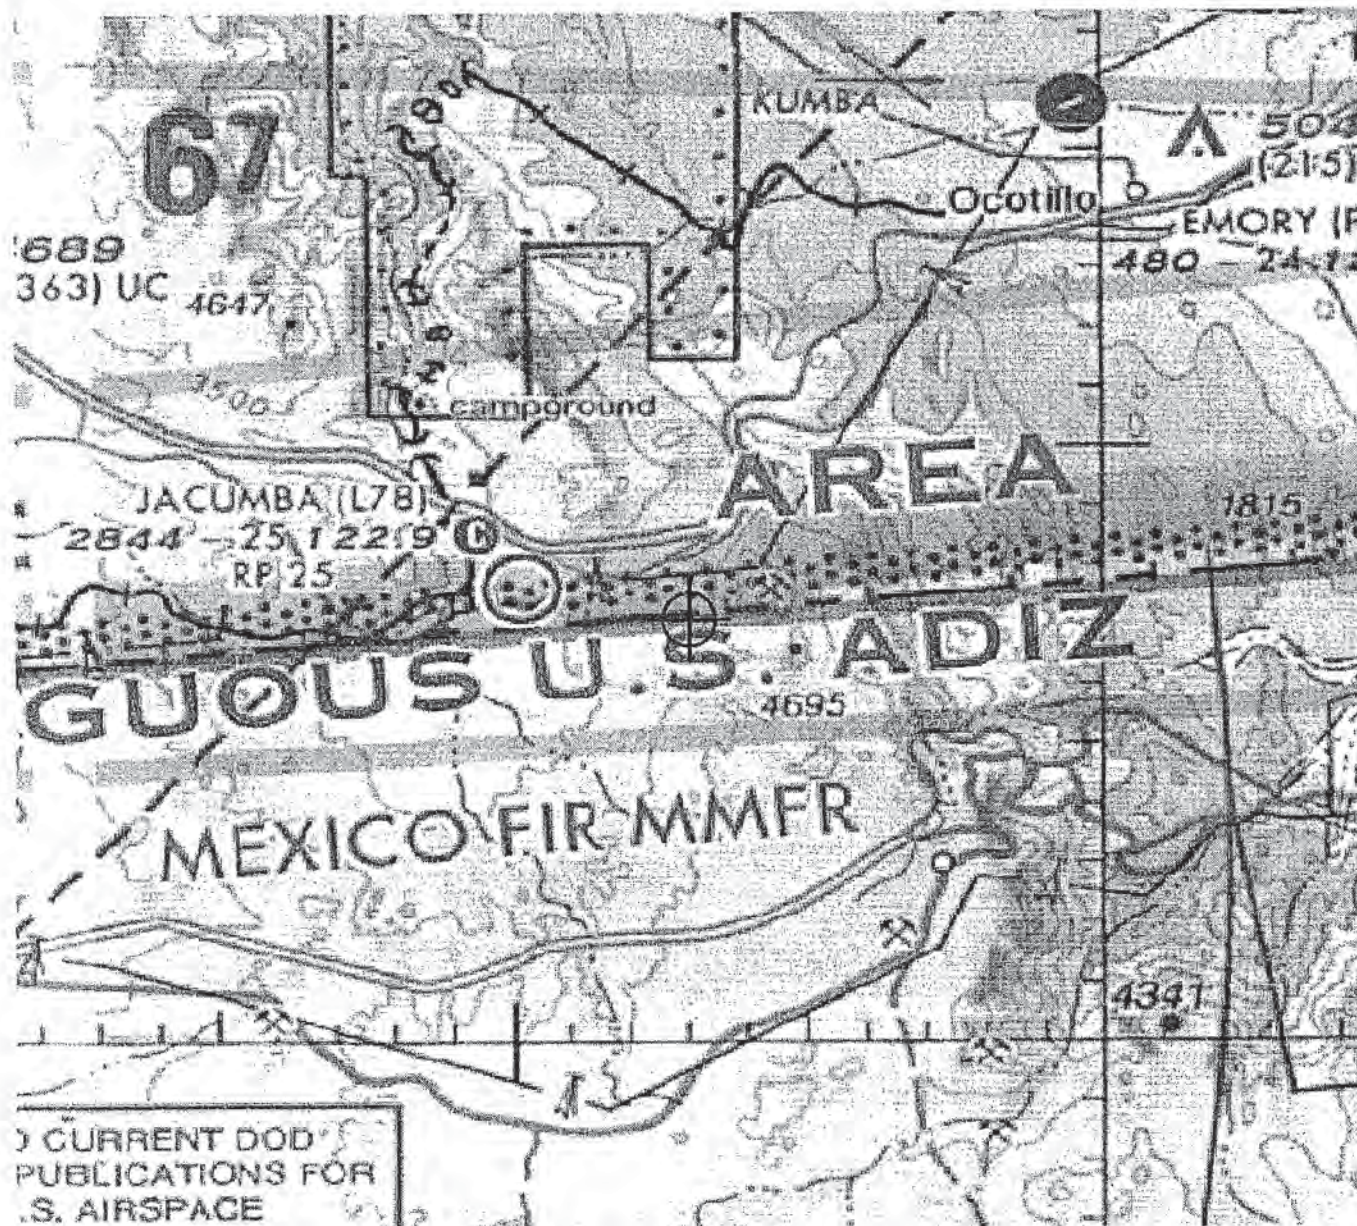 67
KUMBA
(215)
Ocotillo
EMORY
689
363) UC 4647
480 - 24
campground
AREA
JACUMBA (L78)
2844 - 25 122.9
RP 25
1815
GUOUS U.S. ADIZ
4695
MEXICO FIR MMFR
4341
CURRENT DOD
PUBLICATIONS FOR
.S. AIRSPACE